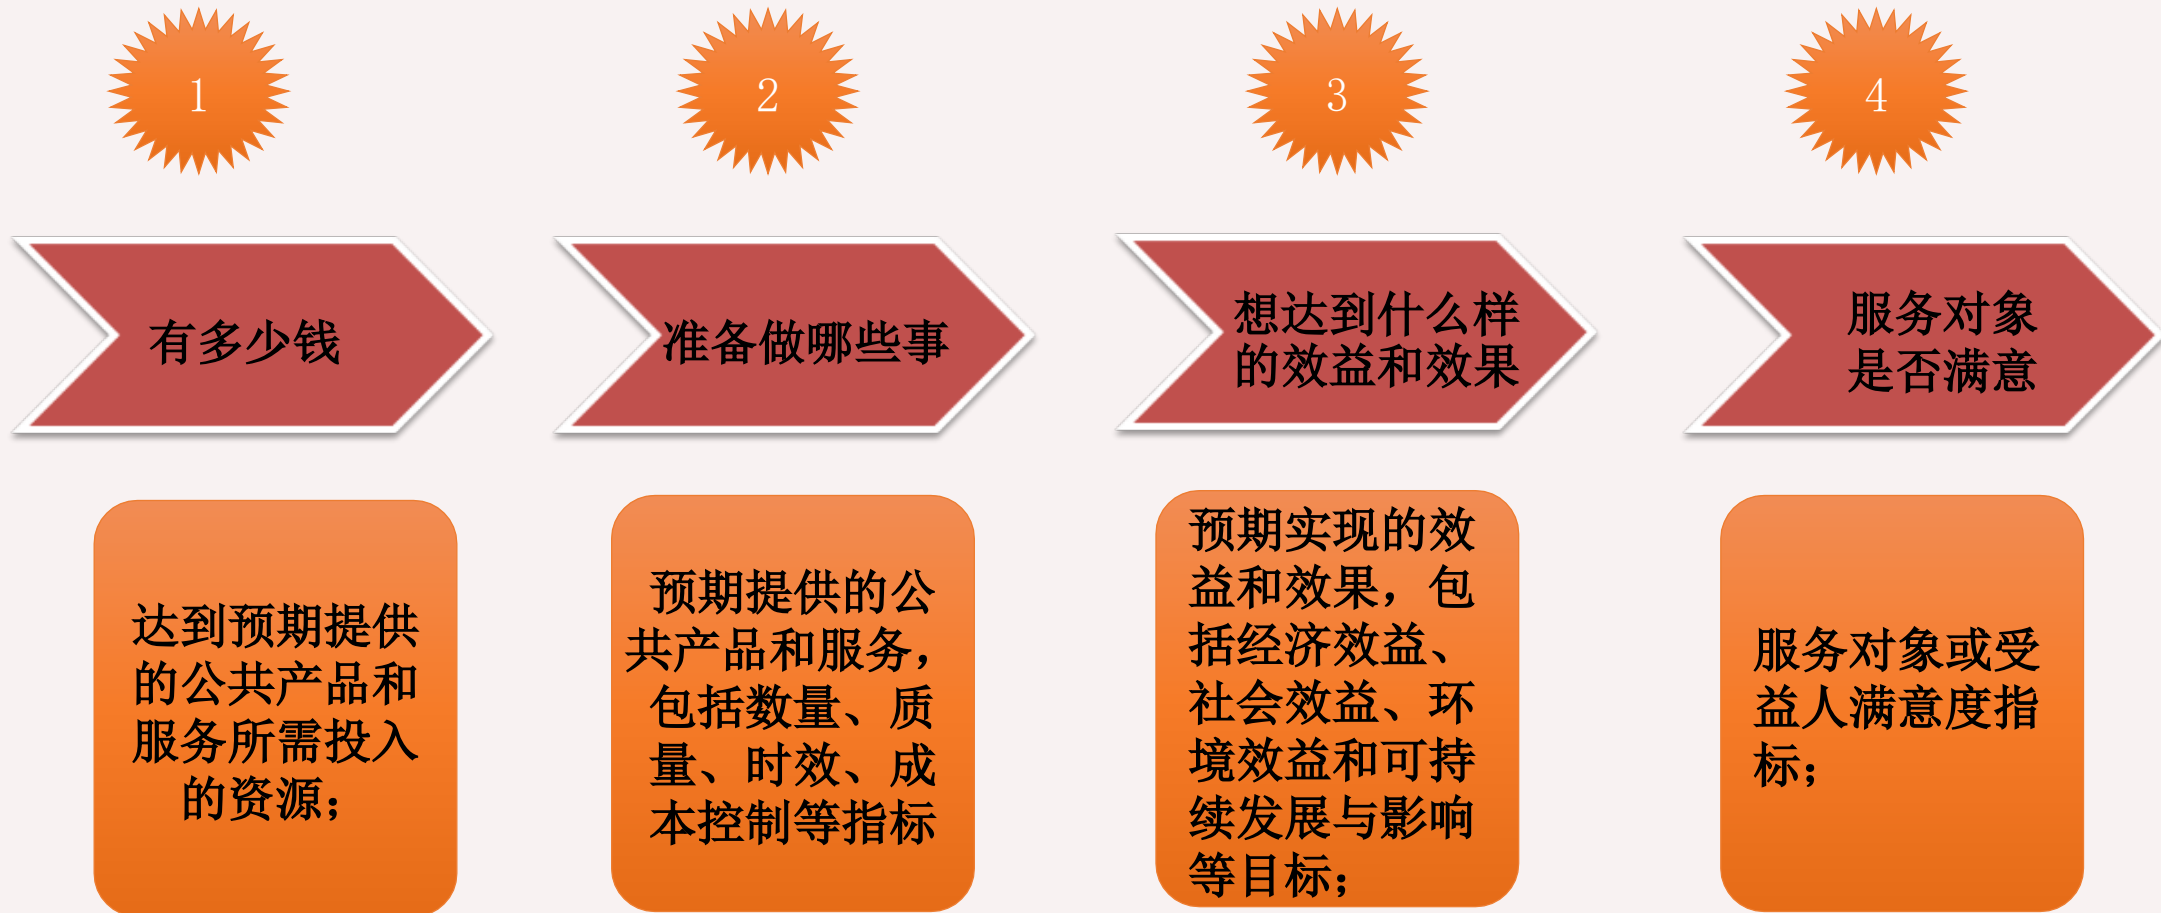 1
2
3
4
有多少钱
准备做哪些事
想达到什么样
的效益和效果
服务对象
是否满意
达到预期提供
的公共产品和
服务所需投入
的资源；
预期提供的公
共产品和服务，
包括数量、质
量、时效、成
本控制等指标
预期实现的效
益和效果，包
括经济效益、
社会效益、环
境效益和可持
续发展与影响
等目标；
服务对象或受
益人满意度指
标；